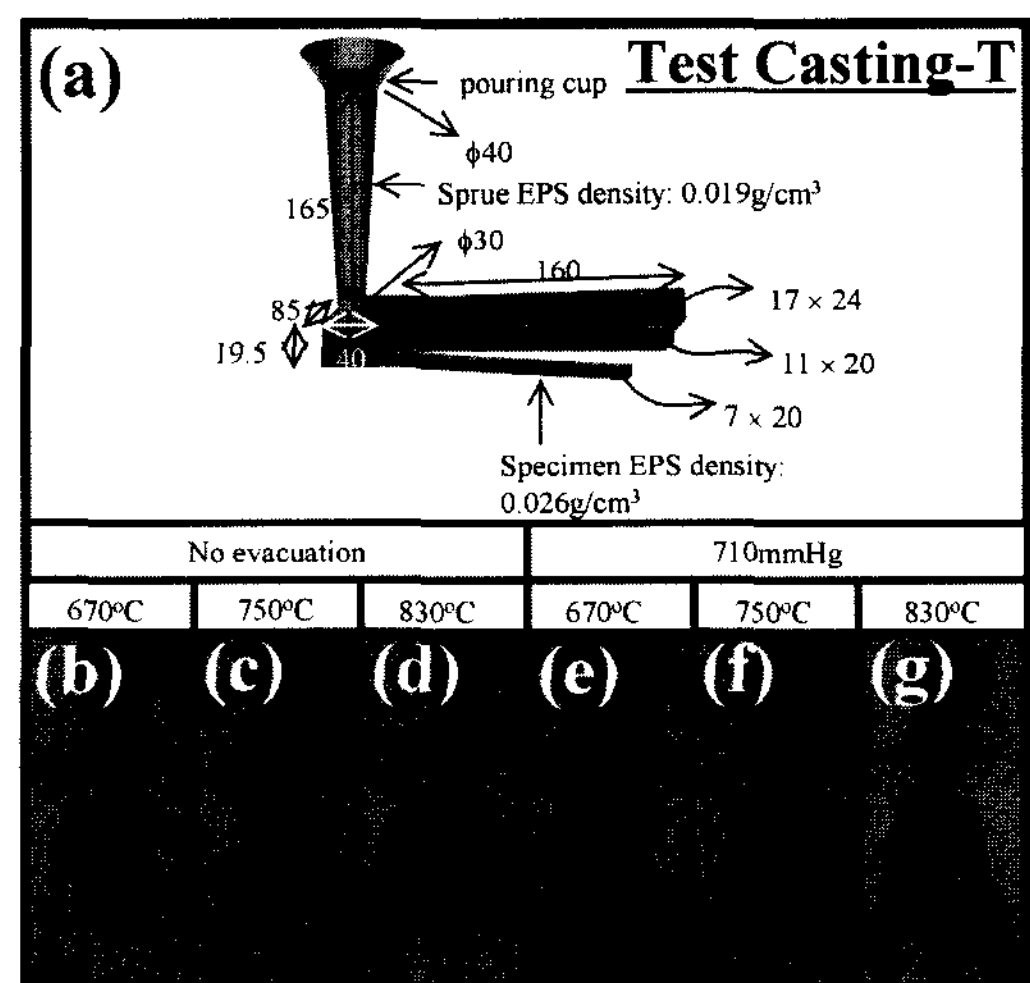 (a)
Test Casting-T
pouring cup
ϕ40
165
Sprue EPS density: 0.019g/cm³
ϕ30
160
85
17 × 24
19.5
40
11 × 20
7 × 20
Specimen EPS density:
0.026g/cm³
No evacuation 710mmHg
670°C 750°C 830°C 670°C 750°C 830°C
(b) (c) (d) (e) (f) (g)